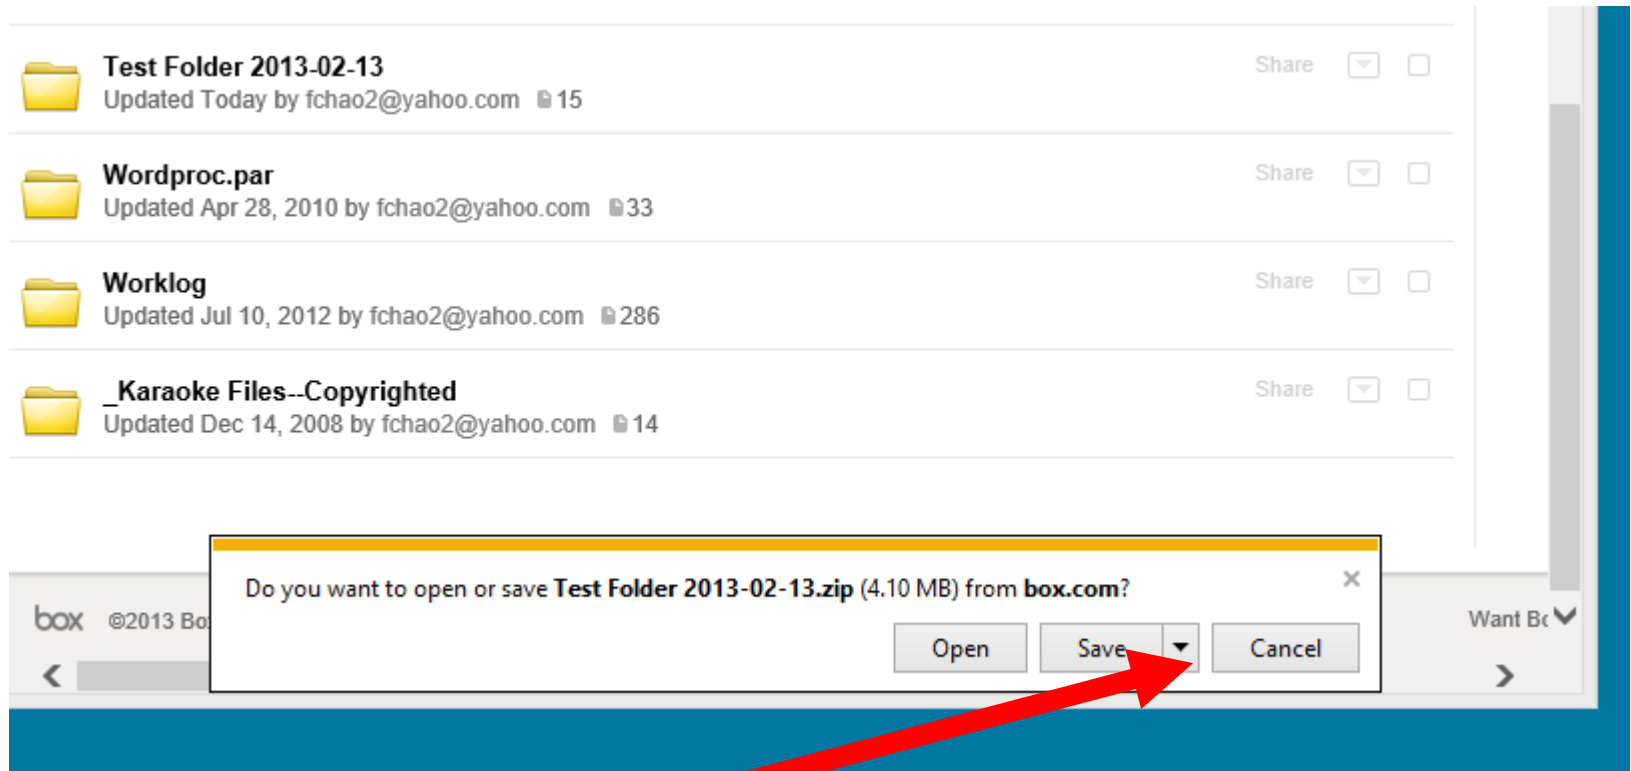 Test Folder 2013-02-13
Share
Updated Today by fchao2@yahoo.com 15
Wordproc.par
Share
Updated Apr 28, 2010 by fchao2@yahoo.com 33
Worklog
Share
Updated Jul 10, 2012 by fchao2@yahoo.com 286
_Karaoke Files--Copyrighted
Share
Updated Dec 14, 2008 by fchao2@yahoo.com 14
Do you want to open or save Test Folder 2013-02-13.zip (4.10 MB) from box.com?
box ©2013 Bo
Want Bo
Open Save Cancel